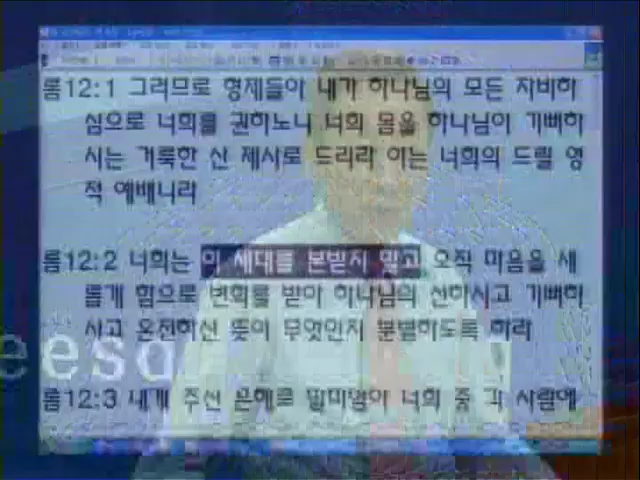 롬12:1 그러므로 형제들아 내가 하나님의 모든 자비하
심으로 너희를 권하노니 너희 몸을 하나님이 기뻐하
시는 거룩한 산 제사로 드리라 이는 너희의 드릴 영
적 예배니라
롬12:2 너희는 이 세대를 본받지 말고 오직 마음을 새
롭게 함으로 변화를 받아 하나님의 선하시고 기뻐하
시고 온전하신 뜻이 무엇인지 분별하도록 하라
eeso
롬12:3 내게 주신 은혜로 말미암아 너희 중 각 사람에